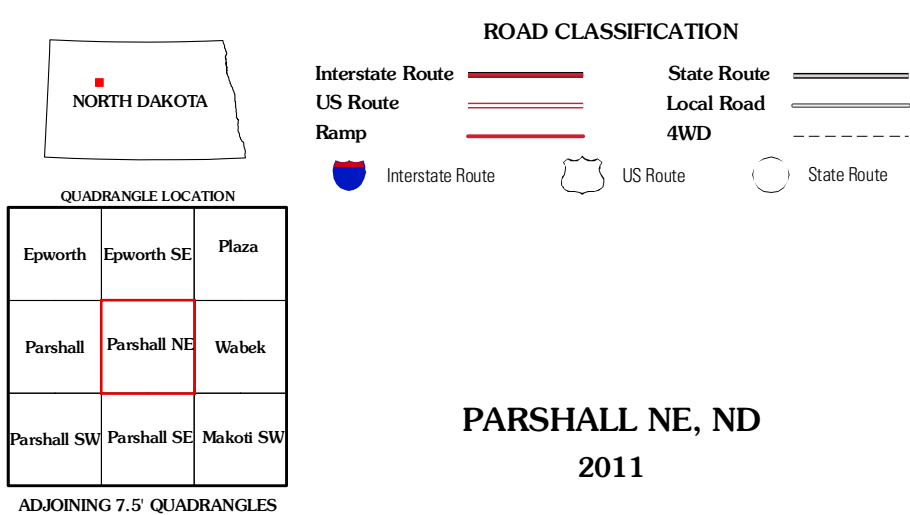 NORTH DAKOTA
QUADRANGLE LOCATION
ROAD CLASSIFICATION
Interstate Route
State Route
US Route
Local Road
Ramp
4WD
Interstate Route
US Route
State Route
Epworth
Epworth SE
Plaza
Parshall
Parshall NE
Wabek
Parshall SW
Parshall SE
Makoti SW
ADJOINING 7.5' QUADRANGLES
PARSHALL NE, ND
2011